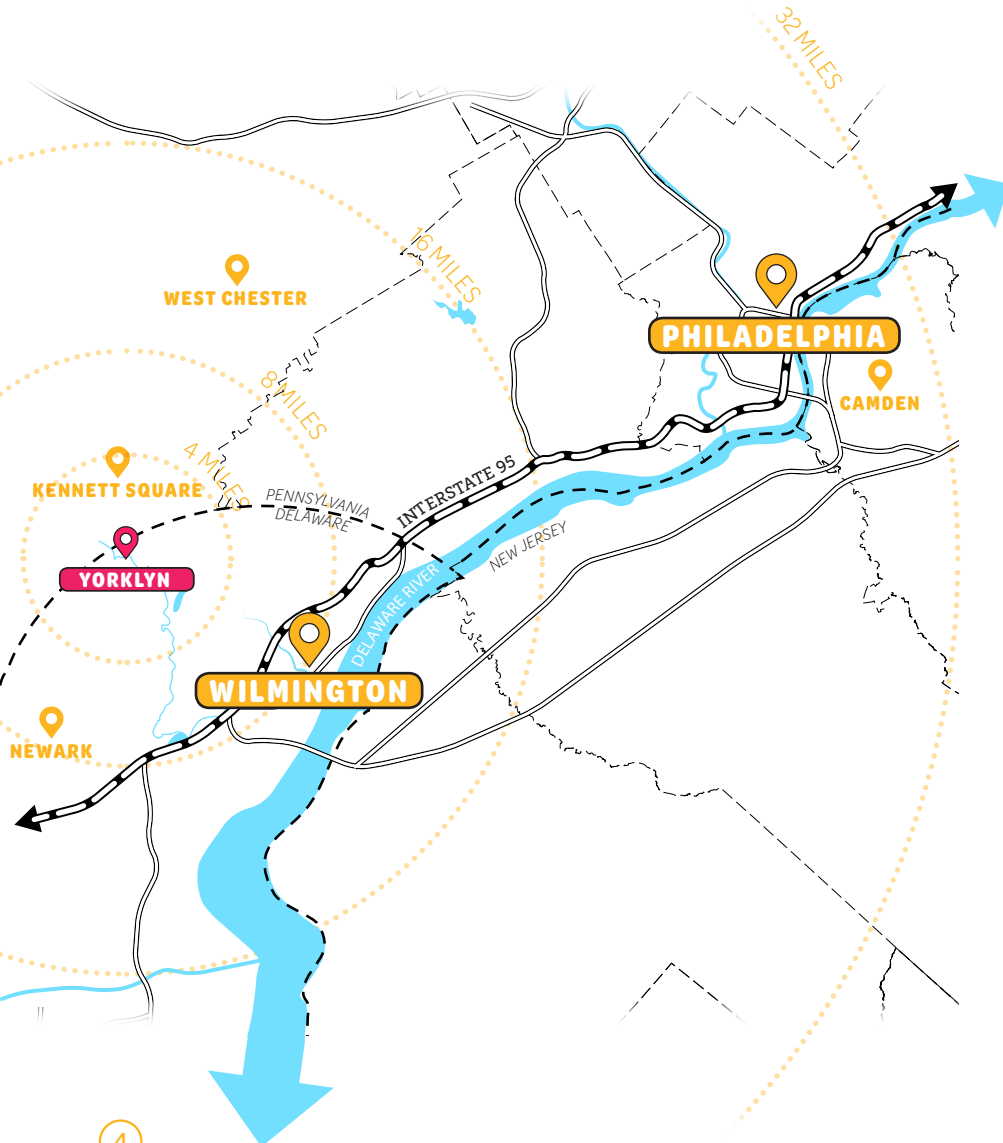 32 MILES
16 MILES
WEST CHESTER
PHILADELPHIA
8 MILES
CAMDEN
4 MILES
KENNETT SQUARE
INTERSTATE 95
PENNSYLVANIA
DELAWARE
NEW JERSEY
YORKLYN
DELAWARE RIVER
WILMINGTON
NEWARK
4